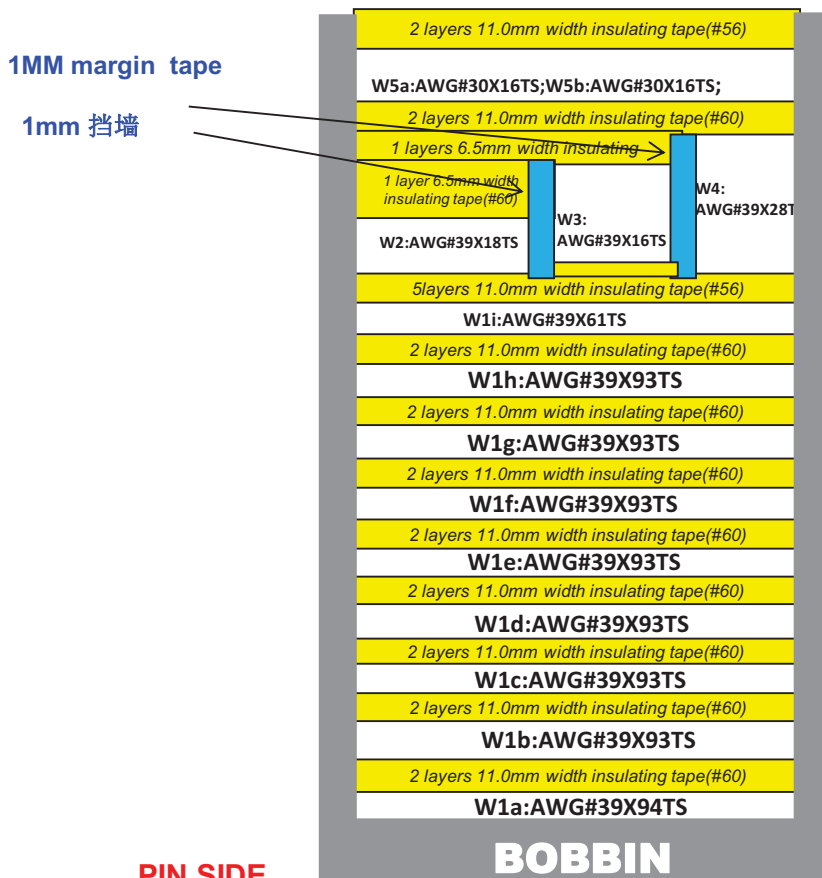 2 layers 11.0mm width insulating tape(#56)
1MM margin tape
W5a:AWG#30X16TS;W5b:AWG#30X16TS;
2 layers 11.0mm width insulating tape(#60)
1mm 挡墙
1 layers 6.5mm width insulating
1 layer 6.5mm width
insulating tape(#60)
W4:
AWG#39X28T
W3:
AWG#39X16TS
W2:AWG#39X18TS
5layers 11.0mm width insulating tape(#56)
W1i:AWG#39X61TS
2 layers 11.0mm width insulating tape(#60)
W1h:AWG#39X93TS
2 layers 11.0mm width insulating tape(#60)
W1g:AWG#39X93TS
2 layers 11.0mm width insulating tape(#60)
W1f:AWG#39X93TS
2 layers 11.0mm width insulating tape(#60)
W1e:AWG#39X93TS
2 layers 11.0mm width insulating tape(#60)
W1d:AWG#39X93TS
2 layers 11.0mm width insulating tape(#60)
W1c:AWG#39X93TS
2 layers 11.0mm width insulating tape(#60)
W1b:AWG#39X93TS
2 layers 11.0mm width insulating tape(#60)
W1a:AWG#39X94TS
BOBBIN
PIN SIDE